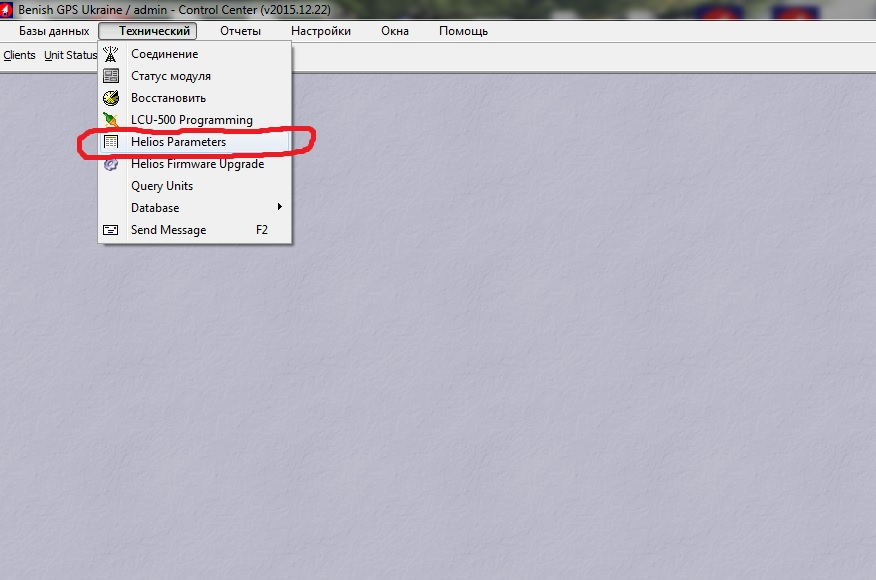 Benish GPS Ukraine / admin - Control Center (v2015.12.22)
Базы данных Технический Отчеты Настройки Окна Помощь
Clients Unit Status
Соединение
Статус модуля
Восстановить
LCU-500 Programming
Helios Parameters
Helios Firmware Upgrade
Query Units
Database
Send Message F2